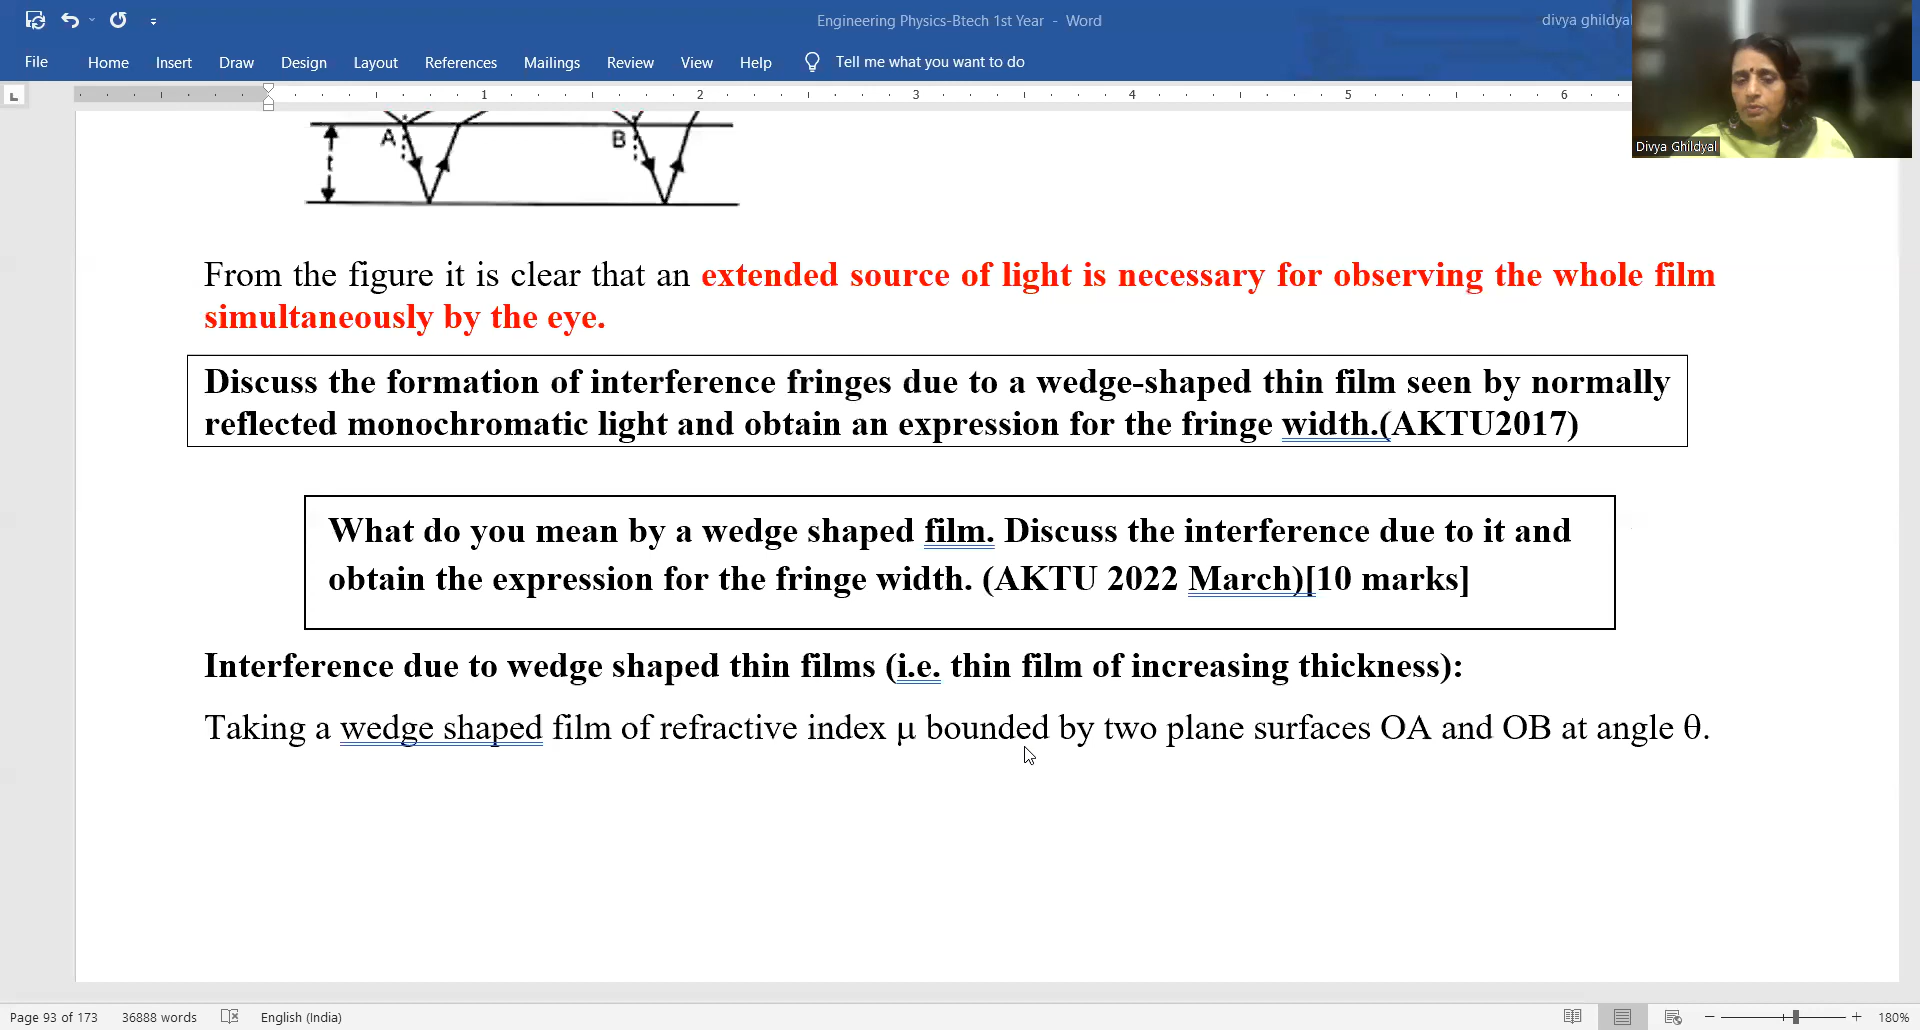 Engineering Physics-Btech 1st Year - Word
divya ghildyal
File Home Insert Draw Design Layout References Mailings Review View Help Tell me what you want to do
1 2 3 4 5 6
Divya Ghildyal
A B
t
From the figure it is clear that an extended source of light is necessary for observing the whole film
simultaneously by the eye.
Discuss the formation of interference fringes due to a wedge-shaped thin film seen by normally
reflected monochromatic light and obtain an expression for the fringe width.(AKTU2017)
What do you mean by a wedge shaped film. Discuss the interference due to it and
obtain the expression for the fringe width. (AKTU 2022 March)[10 marks]
Interference due to wedge shaped thin films (i.e. thin film of increasing thickness):
Taking a wedge shaped film of refractive index μ bounded by two plane surfaces OA and OB at angle θ.
Page 93 of 173 36888 words English (India) 180%